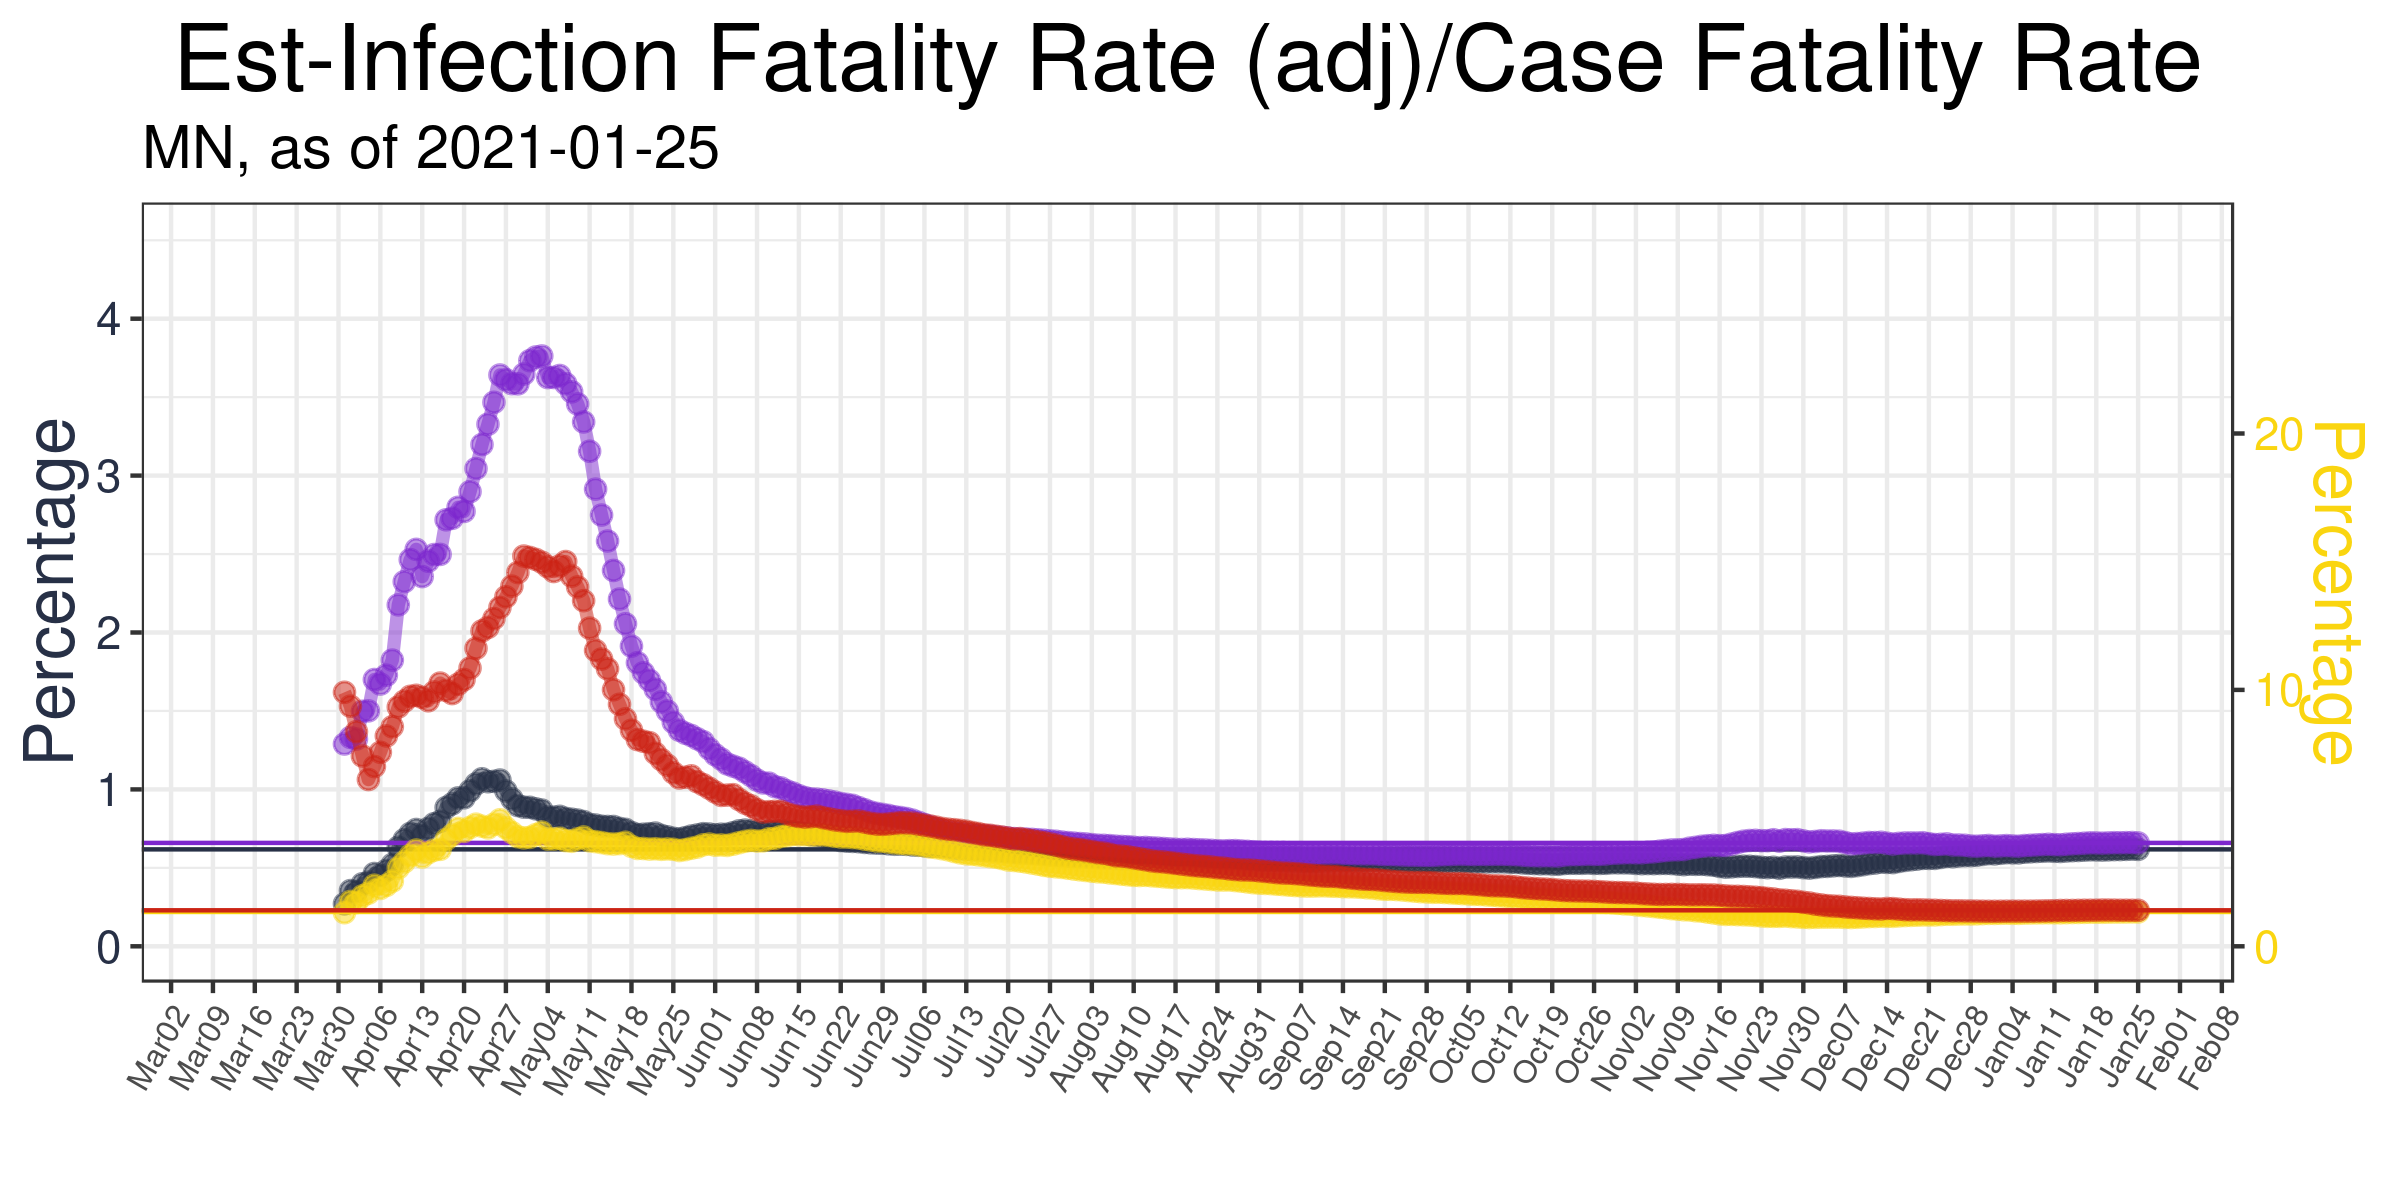 Est-Infection Fatality Rate (adj)/Case Fatality Rate
MN, as of 2021-01-25
Percentage
4
3
2
1
0
20
10
0
Percentage
Mar02
Mar09
Mar16
Mar23
Mar30
Apr06
Apr13
Apr20
Apr27
May04
May11
May18
May25
Jun01
Jun08
Jun15
Jun22
Jun29
Jul06
Jul13
Jul20
Jul27
Aug03
Aug10
Aug17
Aug24
Aug31
Sep07
Sep14
Sep21
Sep28
Oct05
Oct12
Oct19
Oct26
Nov02
Nov09
Nov16
Nov23
Nov30
Dec07
Dec14
Dec21
Dec28
Jan04
Jan11
Jan18
Jan25
Feb01
Feb08